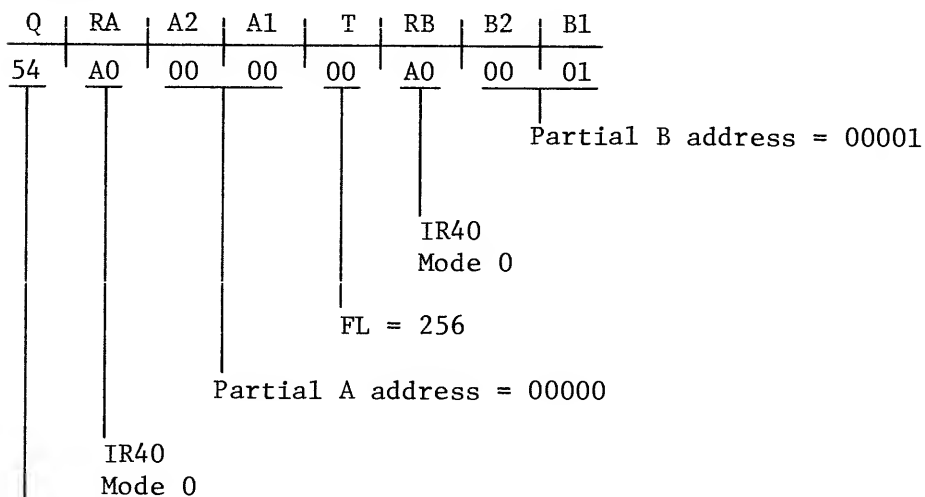 Q RA A2 A1 T RB B2 B1
54 A0 00 00 00 A0 00 01
Partial B address = 00001
IR40
Mode 0
FL = 256
Partial A address = 00000
IR40
Mode 0